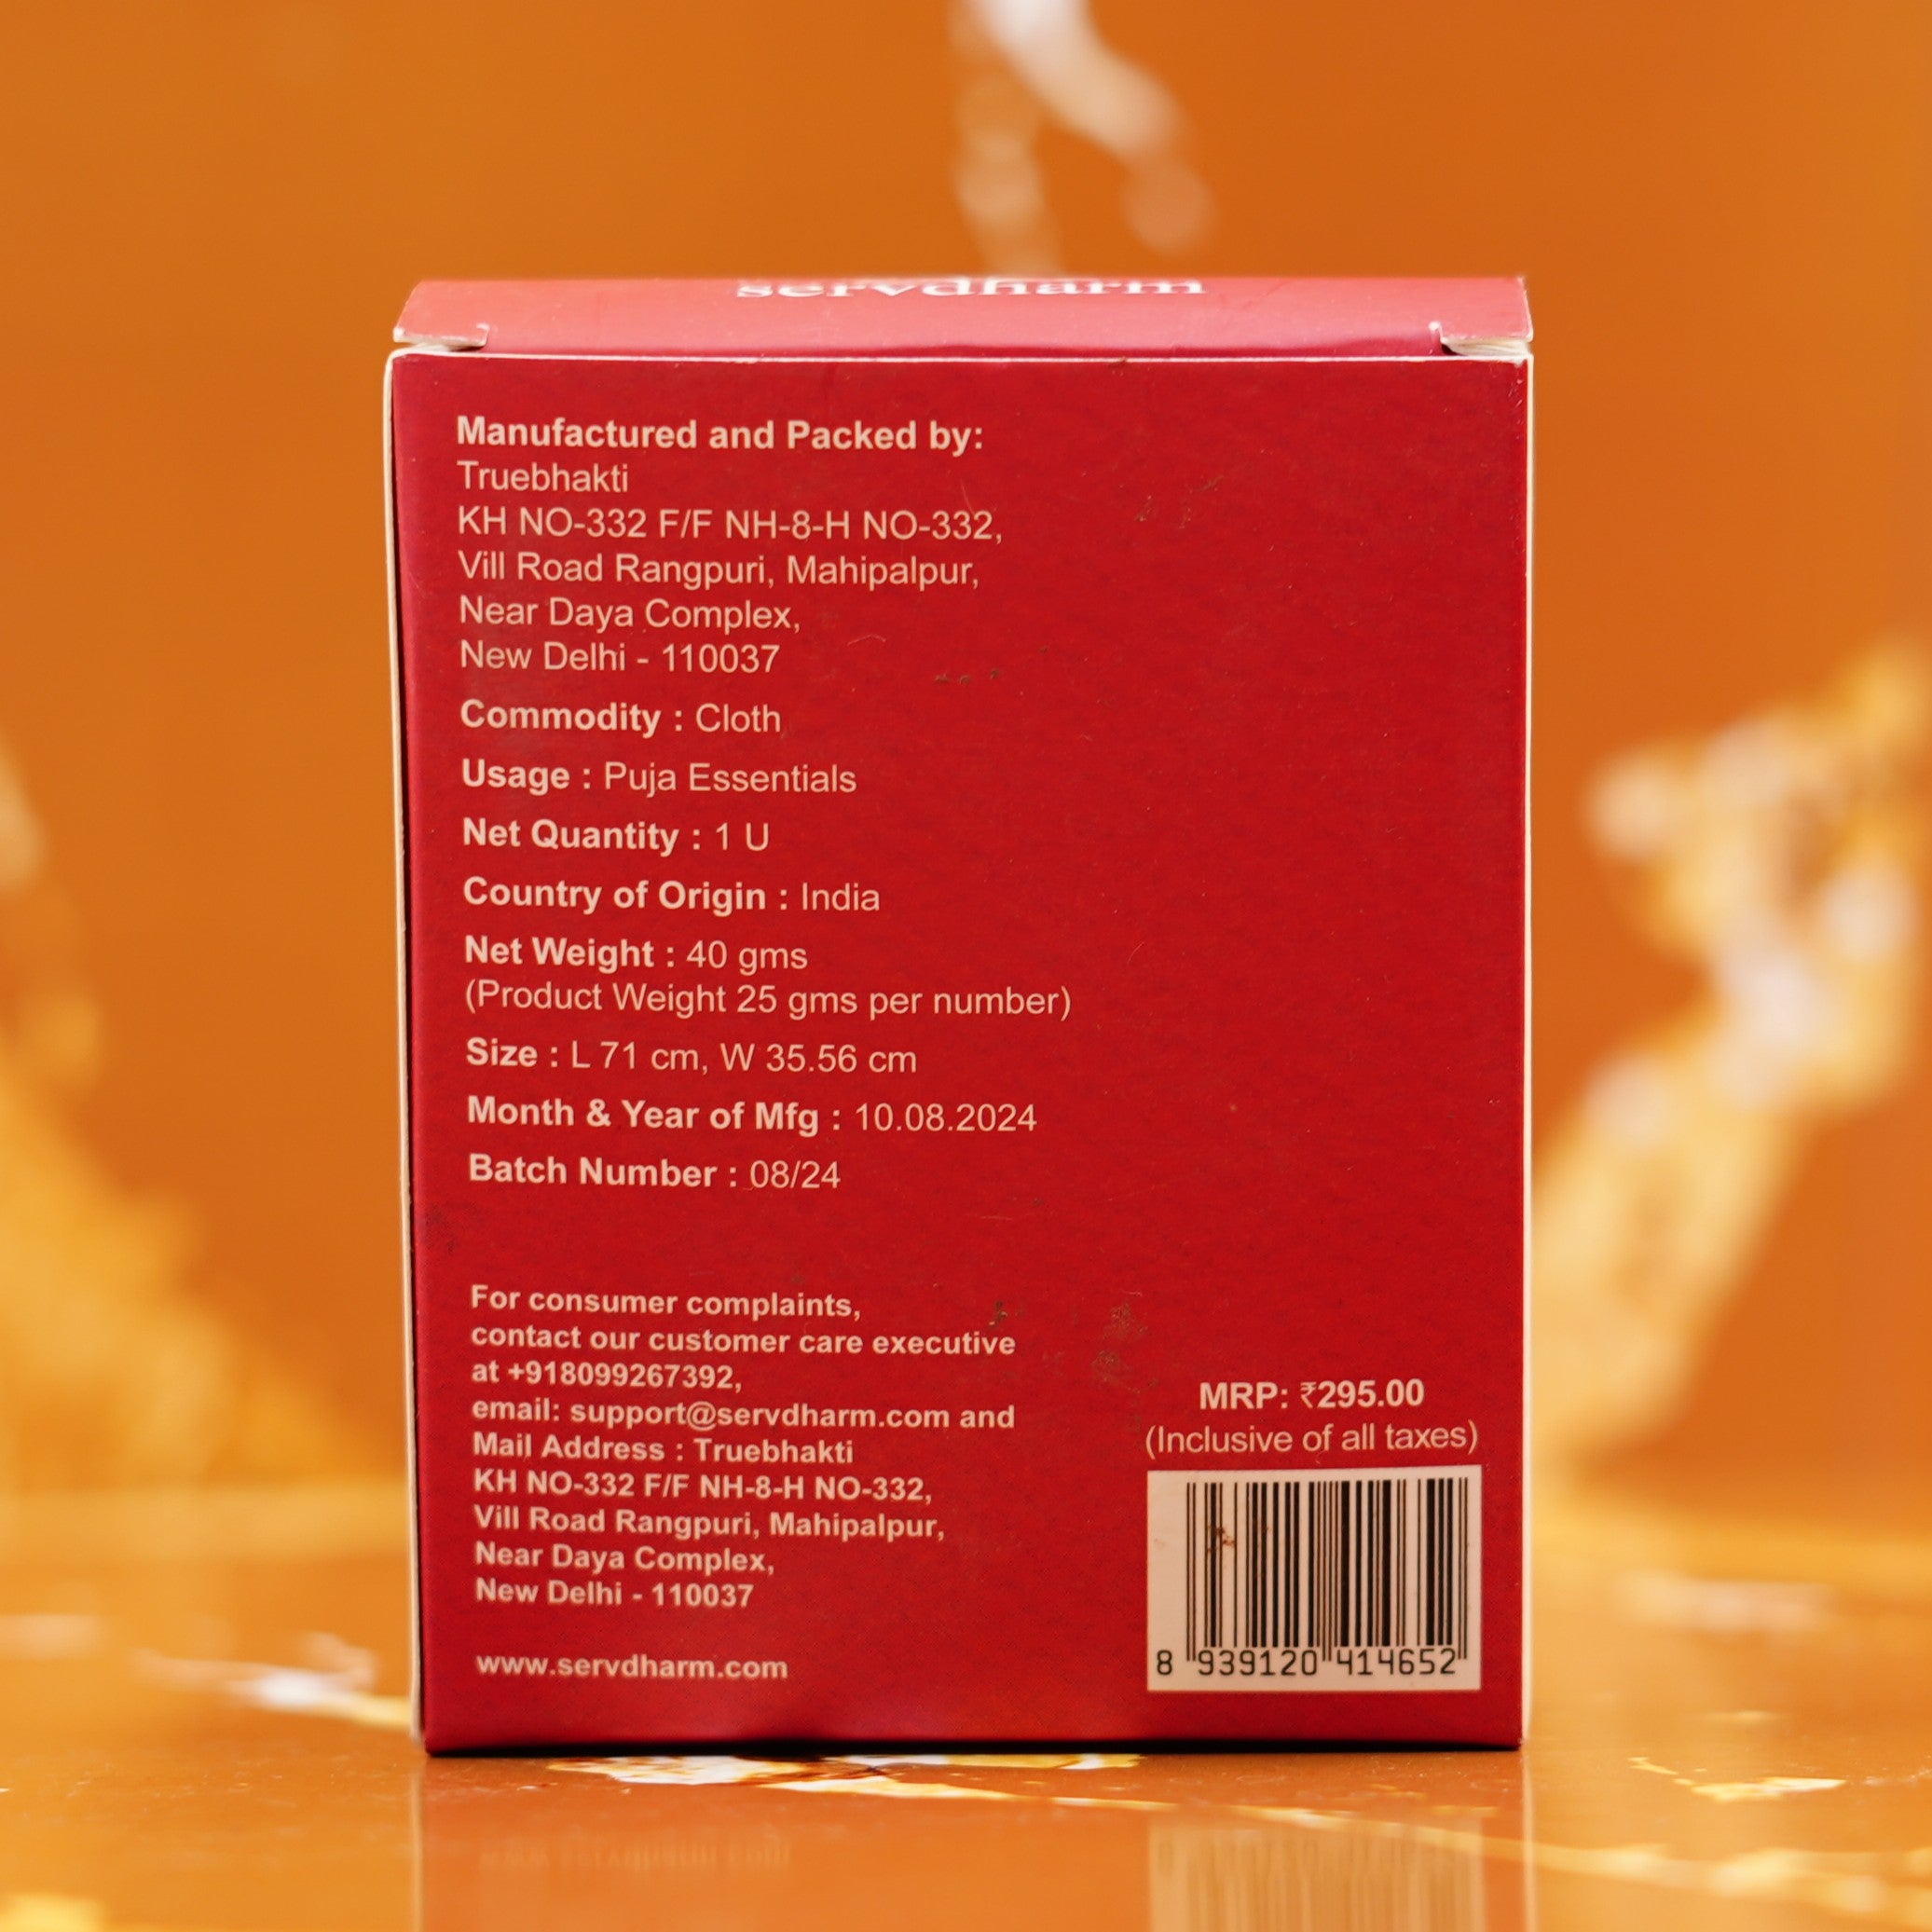 servdharm
Manufactured and Packed by:
Truebhakti
KH NO-332 F/F NH-8-H NO-332,
Vill Road Rangpuri, Mahipalpur,
Near Daya Complex,
New Delhi - 110037
Commodity : Cloth
Usage : Puja Essentials
Net Quantity : 1 U
Country of Origin : India
Net Weight : 40 gms
(Product Weight 25 gms per number)
Size : L 71 cm, W 35.56 cm
Month & Year of Mfg : 10.08.2024
Batch Number : 08/24
For consumer complaints,
contact our customer care executive
at +918099267392,
email: support@servdharm.com and
Mail Address : Truebhakti
KH NO-332 F/F NH-8-H NO-332,
Vill Road Rangpuri, Mahipalpur,
Near Daya Complex,
New Delhi - 110037
www.servdharm.com
MRP: ₹295.00
(Inclusive of all taxes)
8 939120 414652